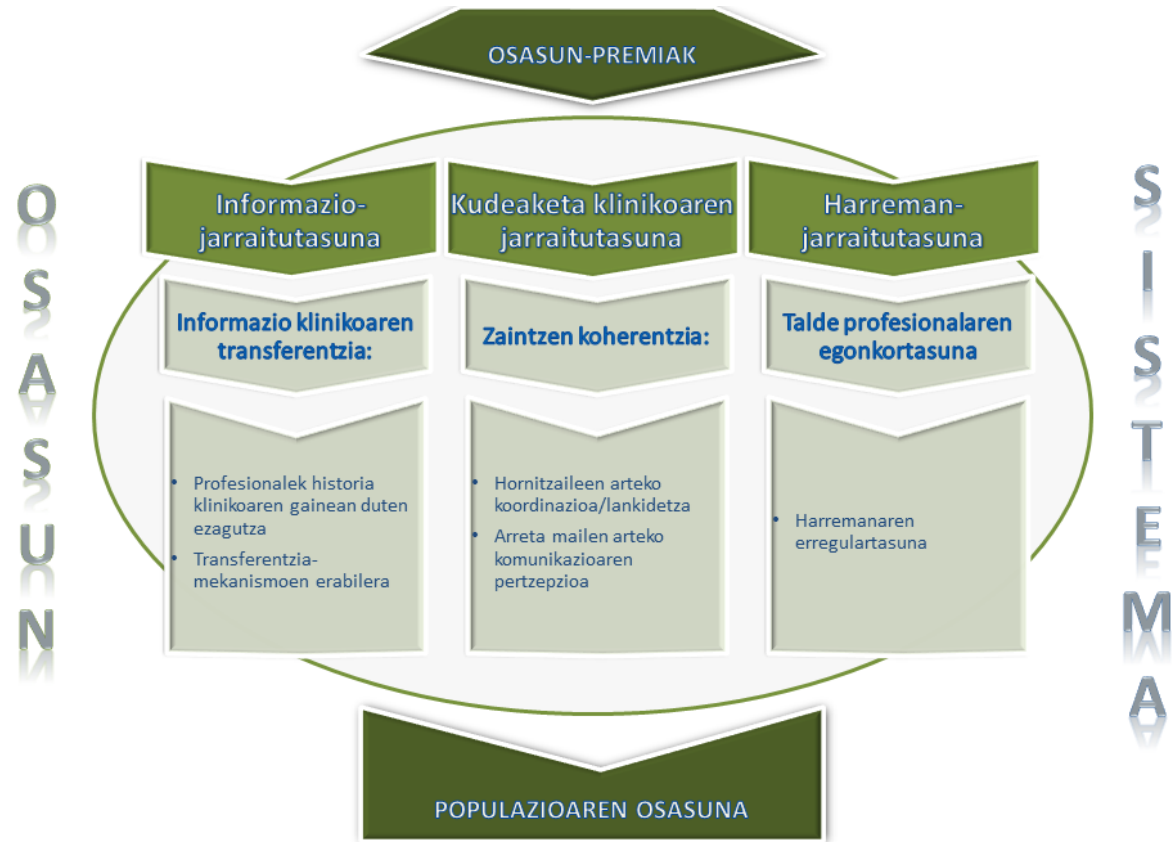 OSASUN-PREMIAK
OSASUN
SISTEMA
Informazio-
jarraitutasuna
Kudeaketa klinikoaren
jarraitutasuna
Harreman-
jarraitutasuna
Informazio klinikoaren
transferentzia:
Zaintzen koherentzia:
Talde profesionalaren
egonkortasuna
• Profesionalek historia
klinikoaren gainean duten
ezagutza
• Transferentzia-
mekanismoen erabilera
• Hornitzaileen arteko
koordinazioa/lankidetza
• Arreta mailen arteko
komunikazioaren
pertzepzioa
• Harremanaren
erregulartasuna
POPULAZIOAREN OSASUNA